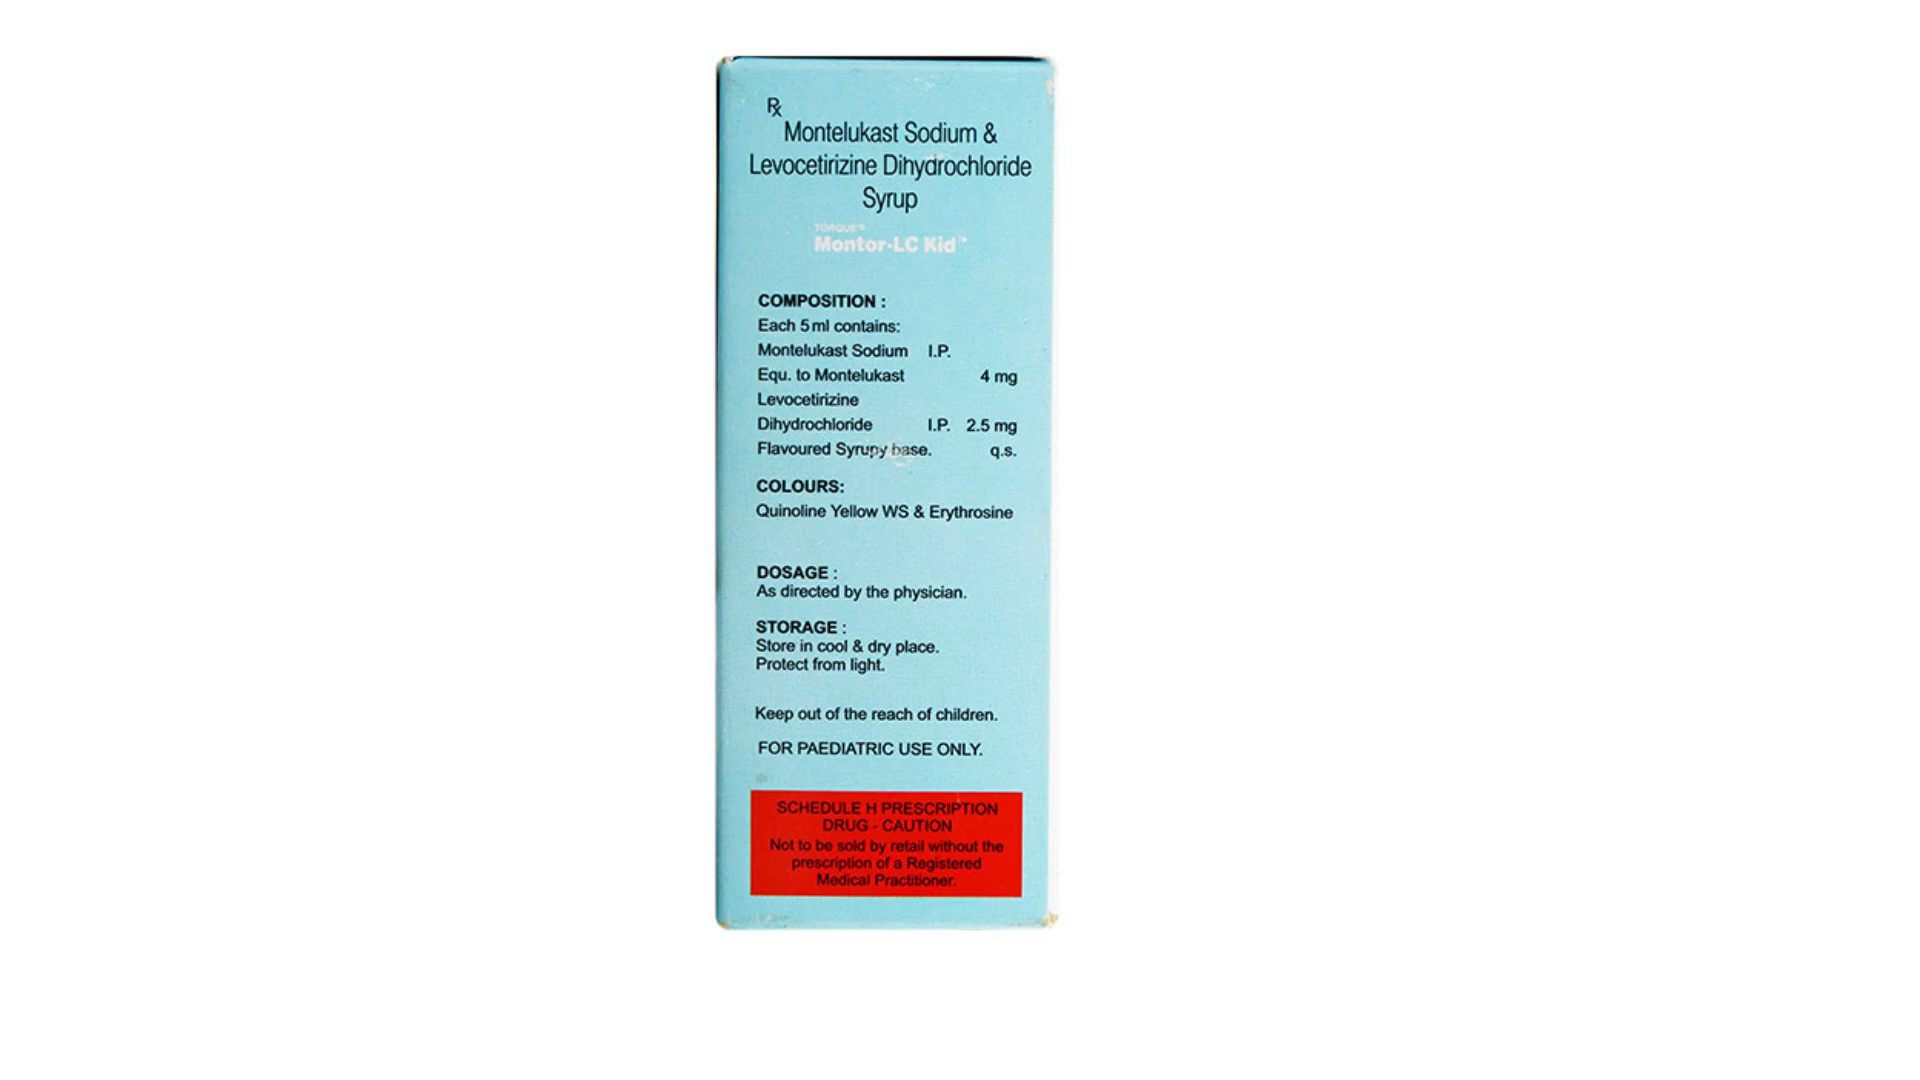 Rx
Montelukast Sodium &
Levocetirizine Dihydrochloride
Syrup
TORQUE'S
Montor-LC Kid™
COMPOSITION :
Each 5 ml contains:
Montelukast Sodium I.P.
Equ. to Montelukast 4 mg
Levocetirizine
Dihydrochloride I.P. 2.5 mg
Flavoured Syrupy base. q.s.
COLOURS:
Quinoline Yellow WS & Erythrosine
DOSAGE :
As directed by the physician.
STORAGE :
Store in cool & dry place.
Protect from light.
Keep out of the reach of children.
FOR PAEDIATRIC USE ONLY.
SCHEDULE H PRESCRIPTION
DRUG - CAUTION
Not to be sold by retail without the
prescription of a Registered
Medical Practitioner.